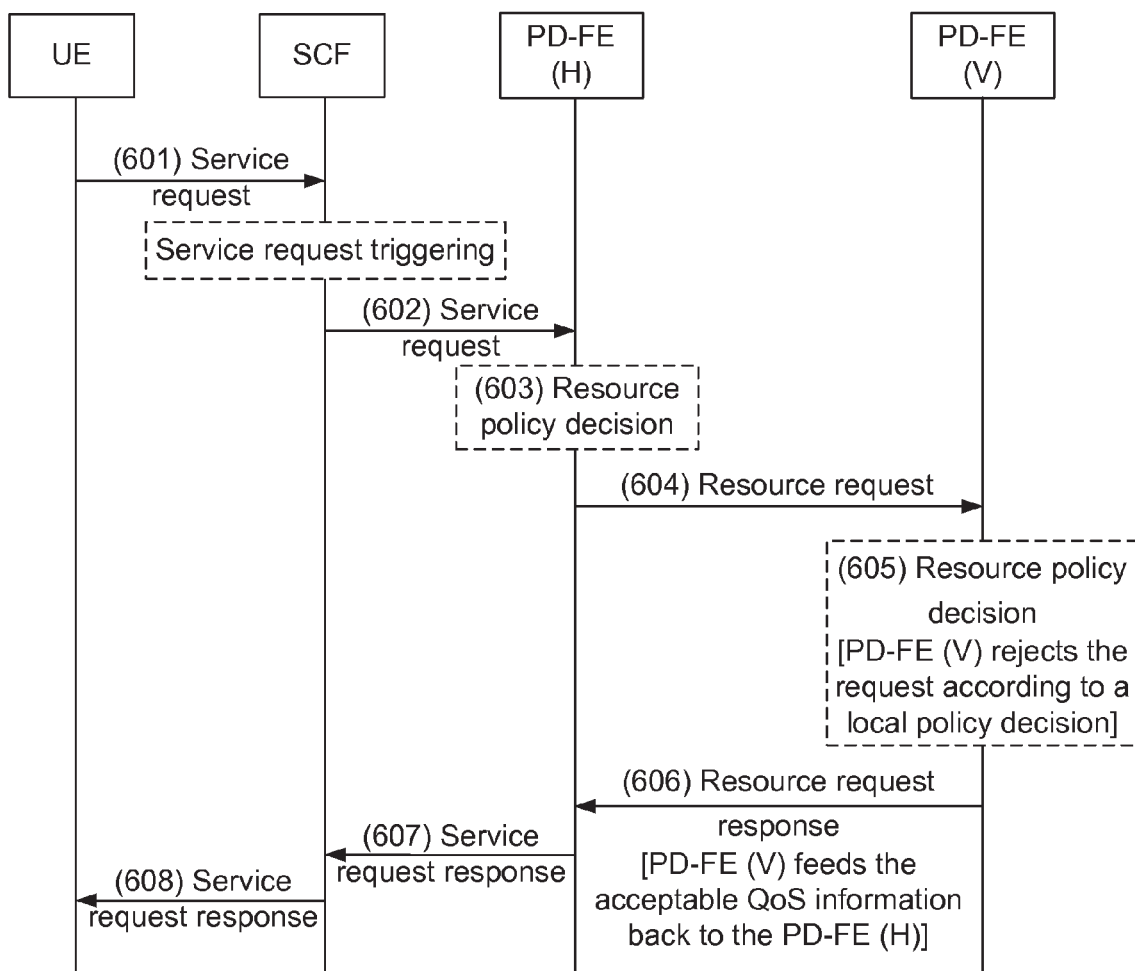 UE
SCF
PD-FE
(H)
PD-FE
(V)
(601) Service
request
Service request triggering
(602) Service
request
(603) Resource
policy decision
(604) Resource request
(605) Resource policy
decision
[PD-FE (V) rejects the
request according to a
local policy decision]
(606) Resource request
response
[PD-FE (V) feeds the
acceptable QoS information
back to the PD-FE (H)]
(607) Service
request response
(608) Service
request response